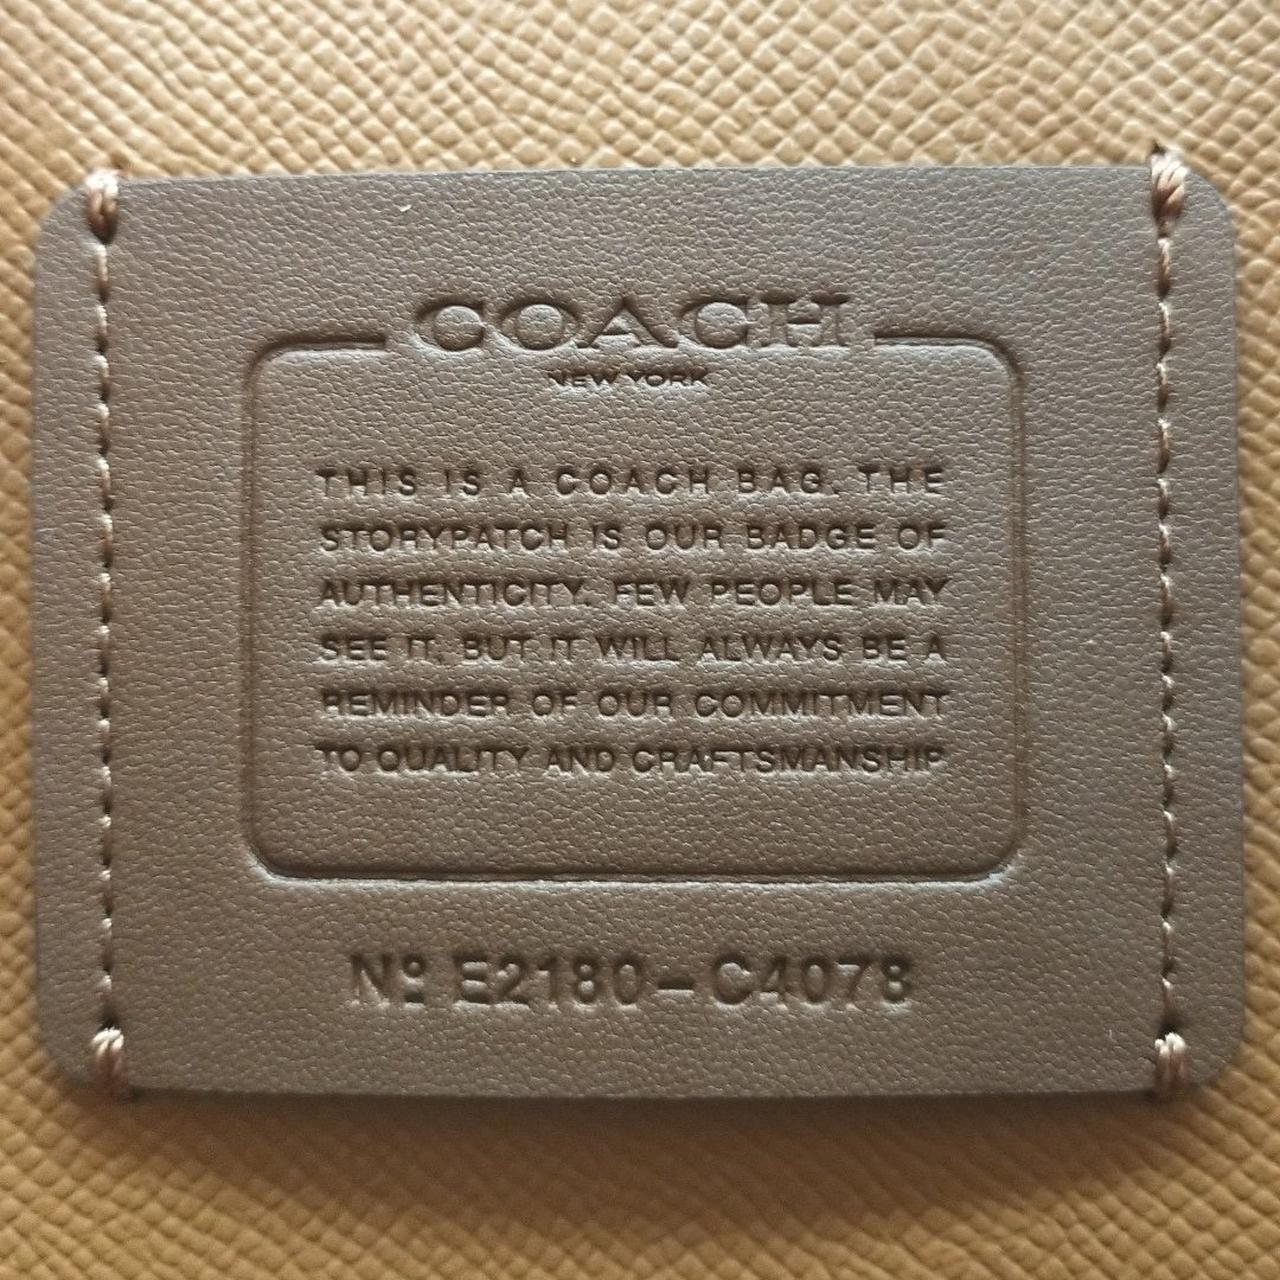 COACH
NEW YORK
THIS IS A COACH BAG. THE
STORYPATCH IS OUR BADGE OF
AUTHENTICITY. FEW PEOPLE MAY
SEE IT, BUT IT WILL ALWAYS BE A
REMINDER OF OUR COMMITMENT
TO QUALITY AND CRAFTSMANSHIP
Nº E2180-C4078